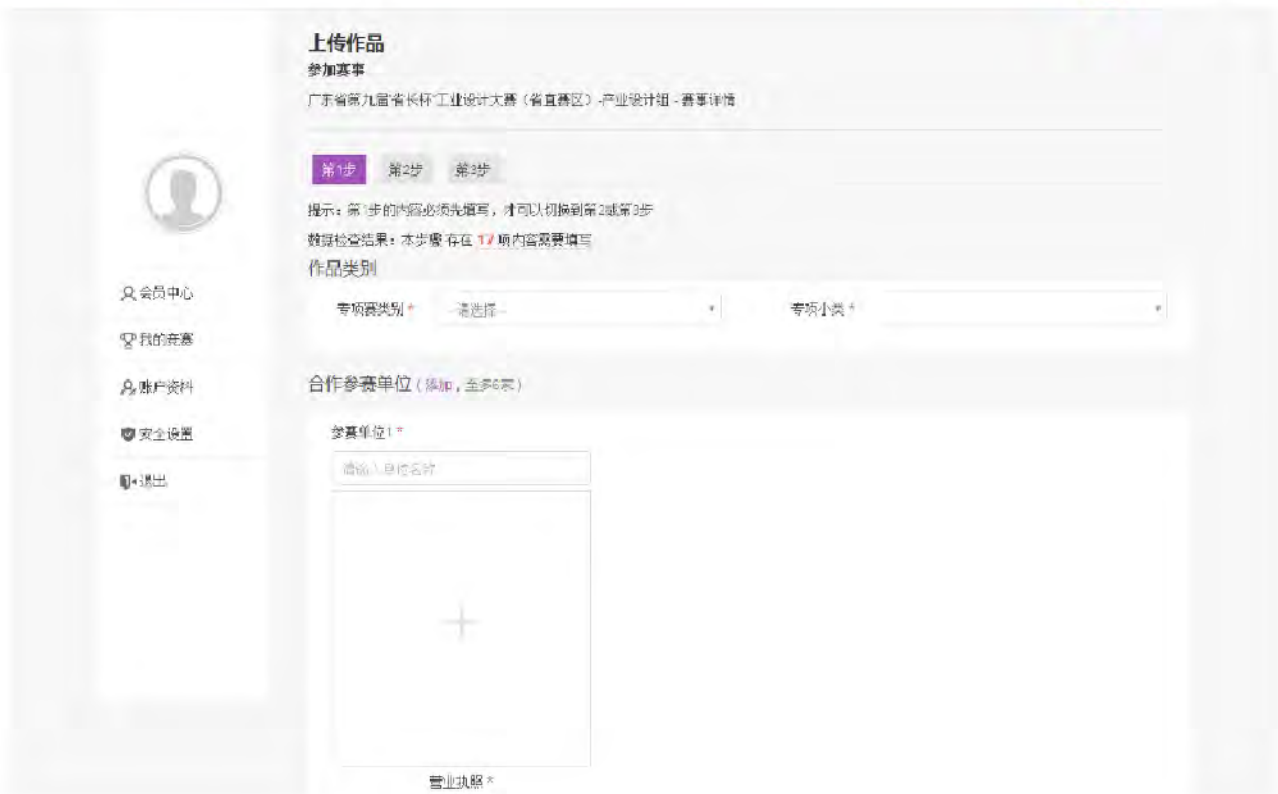 上传作品
参加赛事
广东省第九届“省长杯”工业设计大赛（省直赛区）-产业设计组 - 赛事详情
第1步 第2步 第3步
提示：第1步的内容必须先填写，才可以切换到第2或第3步
数据检查结果：本步骤 存在 17 项内容需要填写
作品类别
专项赛类别 * --请选择-- 专项小类 *
会员中心
我的竞赛
账户资料
安全设置
退出
合作参赛单位（添加，至多6家）
参赛单位1 *
请输入单位名称
营业执照 *